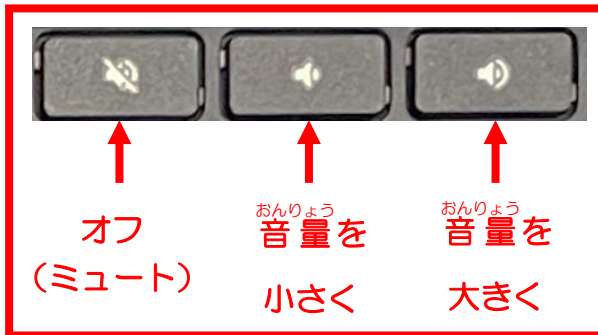 オフ
（ミュート）
おんりょう
音量を
小さく
おんりょう
音量を
大きく